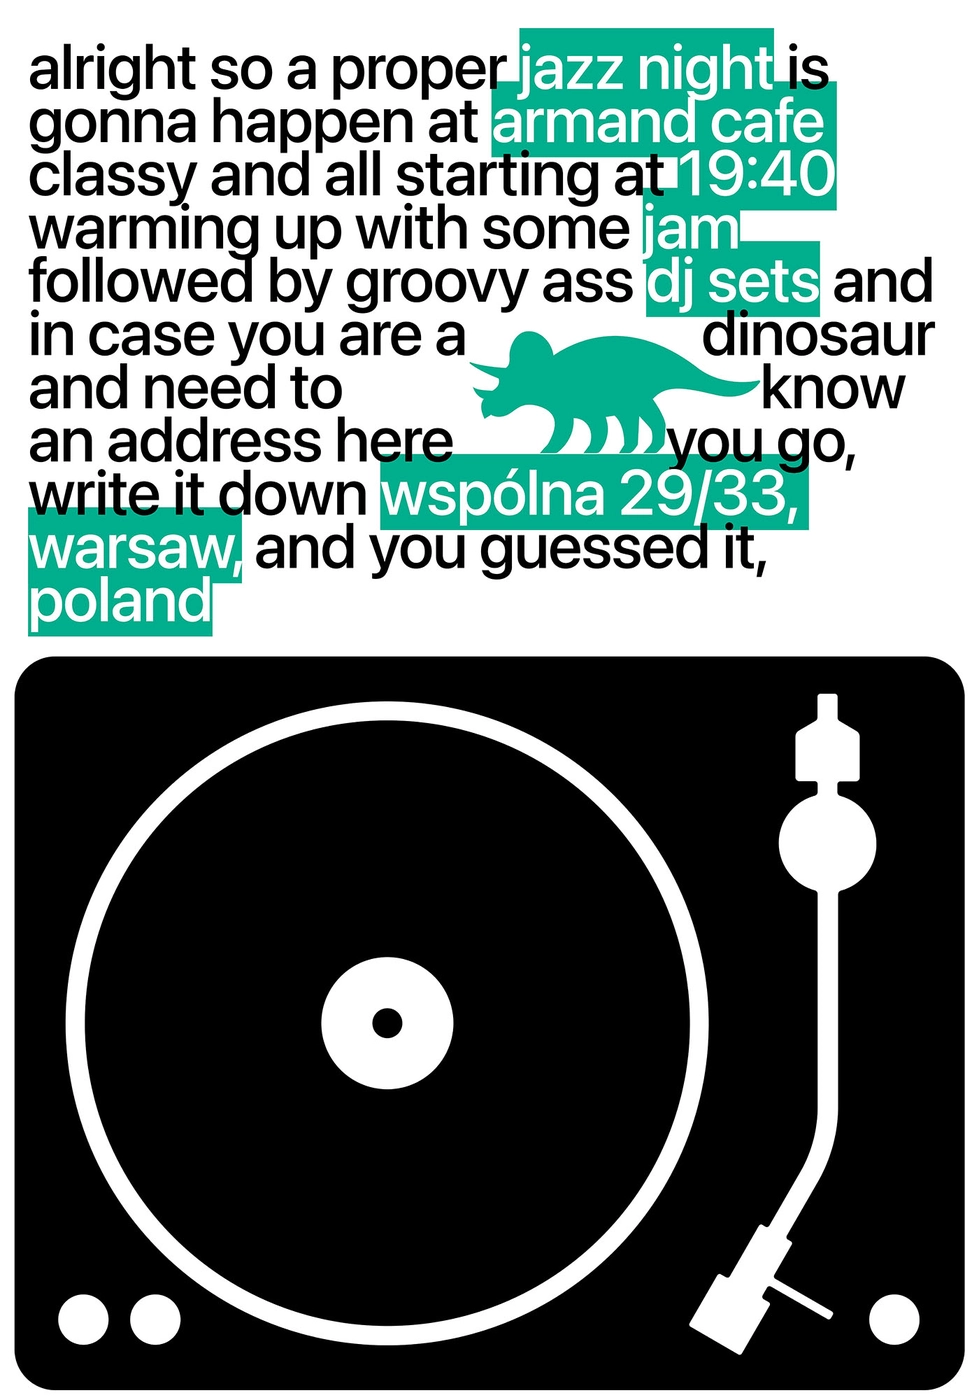 alright so a proper jazz night is
gonna happen at armand cafe
classy and all starting at 19:40
warming up with some jam
followed by groovy ass dj sets and
in case you are a dinosaur
and need to know
an address here you go,
write it down wspólna 29/33,
warsaw, and you guessed it,
poland